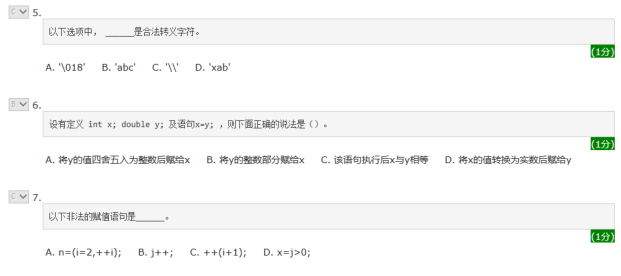 C 5.
以下选项中， ______是合法转义字符。
(1分)
A. '\018' B. 'abc' C. '\\' D. 'xab'
B 6.
设有定义 int x; double y; 及语句x=y; ，则下面正确的说法是（）。
(1分)
A. 将y的值四舍五入为整数后赋给x B. 将y的整数部分赋给x C. 该语句执行后x与y相等 D. 将x的值转换为实数后赋给y
C 7.
以下非法的赋值语句是______。
(1分)
A. n=(i=2,++i); B. j++; C. ++(i+1); D. x=j>0;